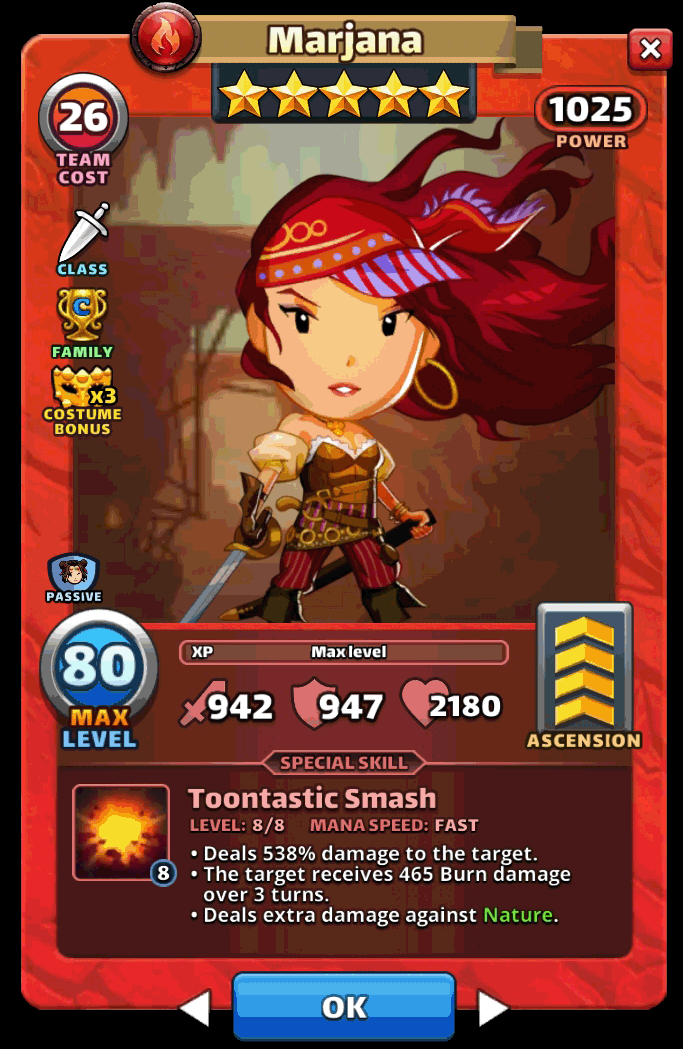 Marjana
26
TEAM
COST
1025
POWER
CLASS
C
FAMILY
x3
COSTUME
BONUS
PASSIVE
80
MAX
LEVEL
XP Max level
942 947 2180
ASCENSION
SPECIAL SKILL
Toontastic Smash
LEVEL: 8/8 MANA SPEED: FAST
8
• Deals 538% damage to the target.
• The target receives 465 Burn damage
over 3 turns.
• Deals extra damage against Nature.
OK